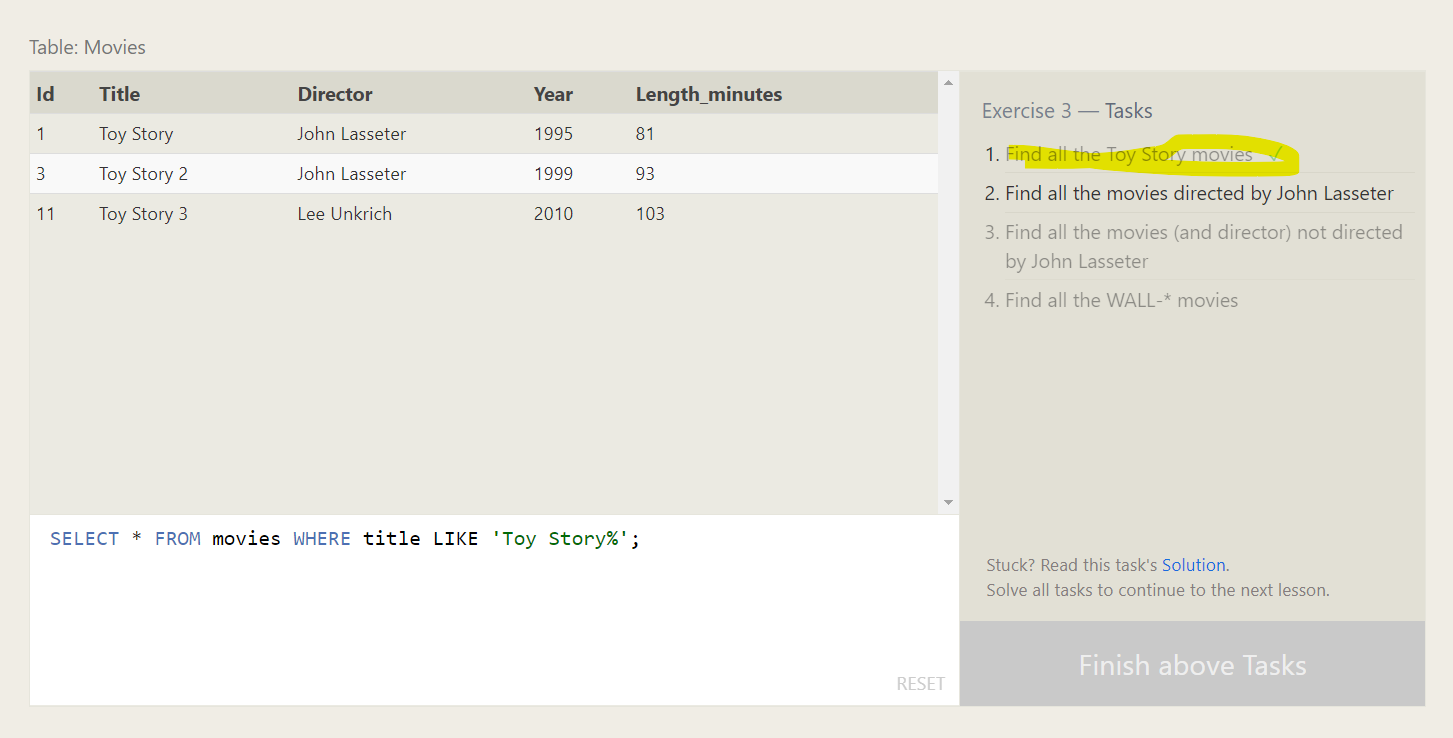 Table: Movies
Id Title Director Year Length_minutes
1 Toy Story John Lasseter 1995 81
3 Toy Story 2 John Lasseter 1999 93
11 Toy Story 3 Lee Unkrich 2010 103
SELECT * FROM movies WHERE title LIKE 'Toy Story%';
RESET
Exercise 3 — Tasks
1. Find all the Toy Story movies ✓
2. Find all the movies directed by John Lasseter
3. Find all the movies (and director) not directed
by John Lasseter
4. Find all the WALL-* movies
Stuck? Read this task's Solution.
Solve all tasks to continue to the next lesson.
Finish above Tasks